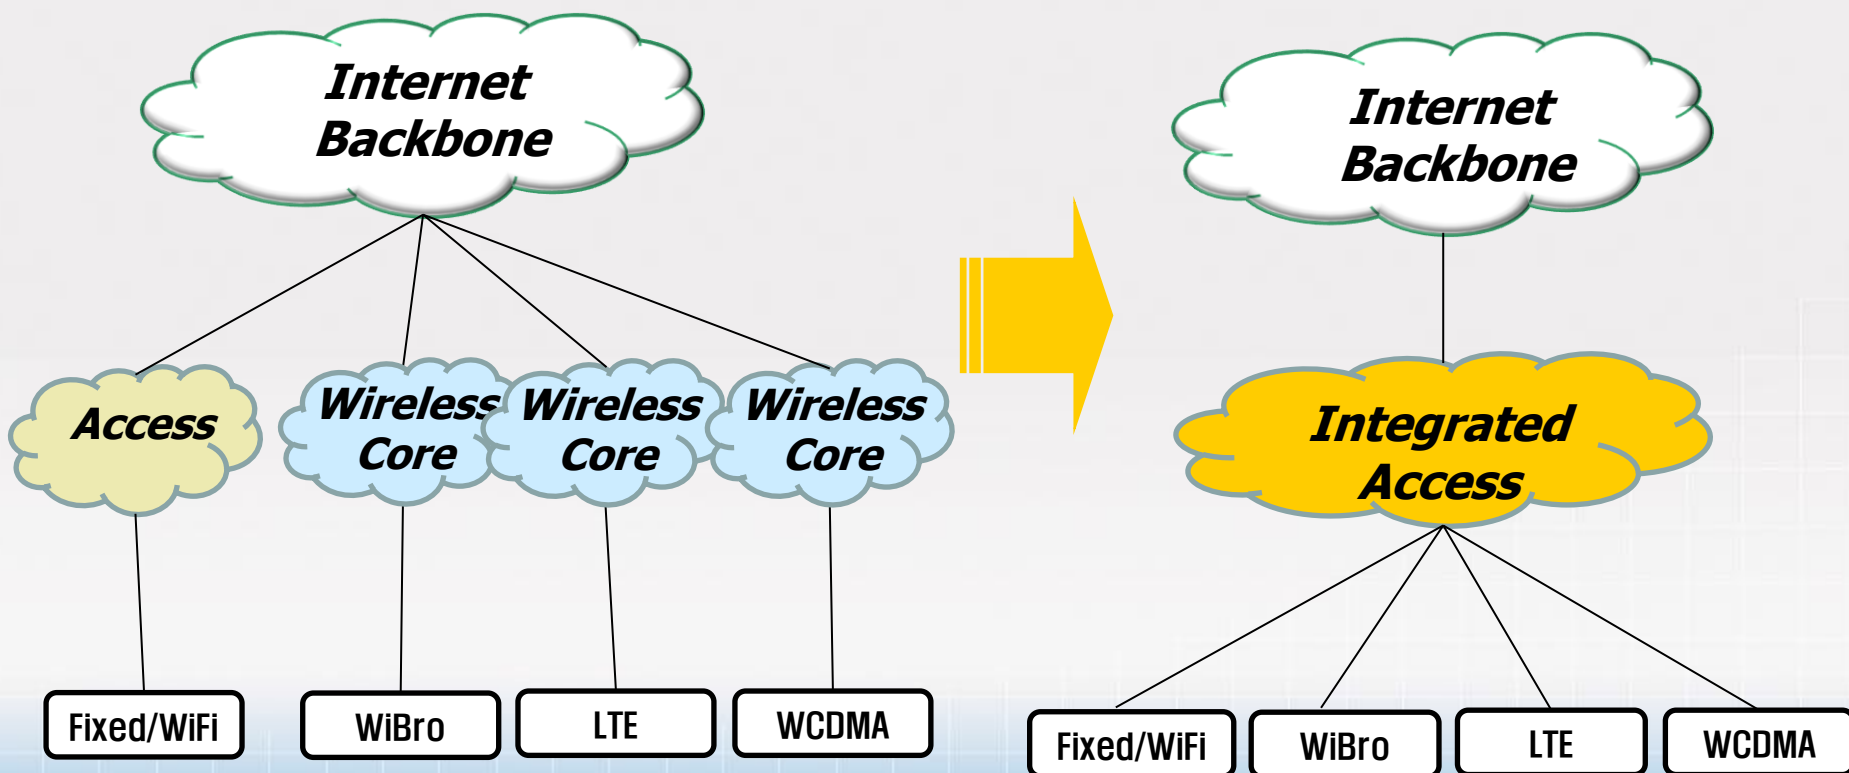 Internet
Backbone
Access
Wireless
Core
Wireless
Core
Wireless
Core
Fixed/WiFi
WiBro
LTE
WCDMA
Internet
Backbone
Integrated
Access
Fixed/WiFi
WiBro
LTE
WCDMA